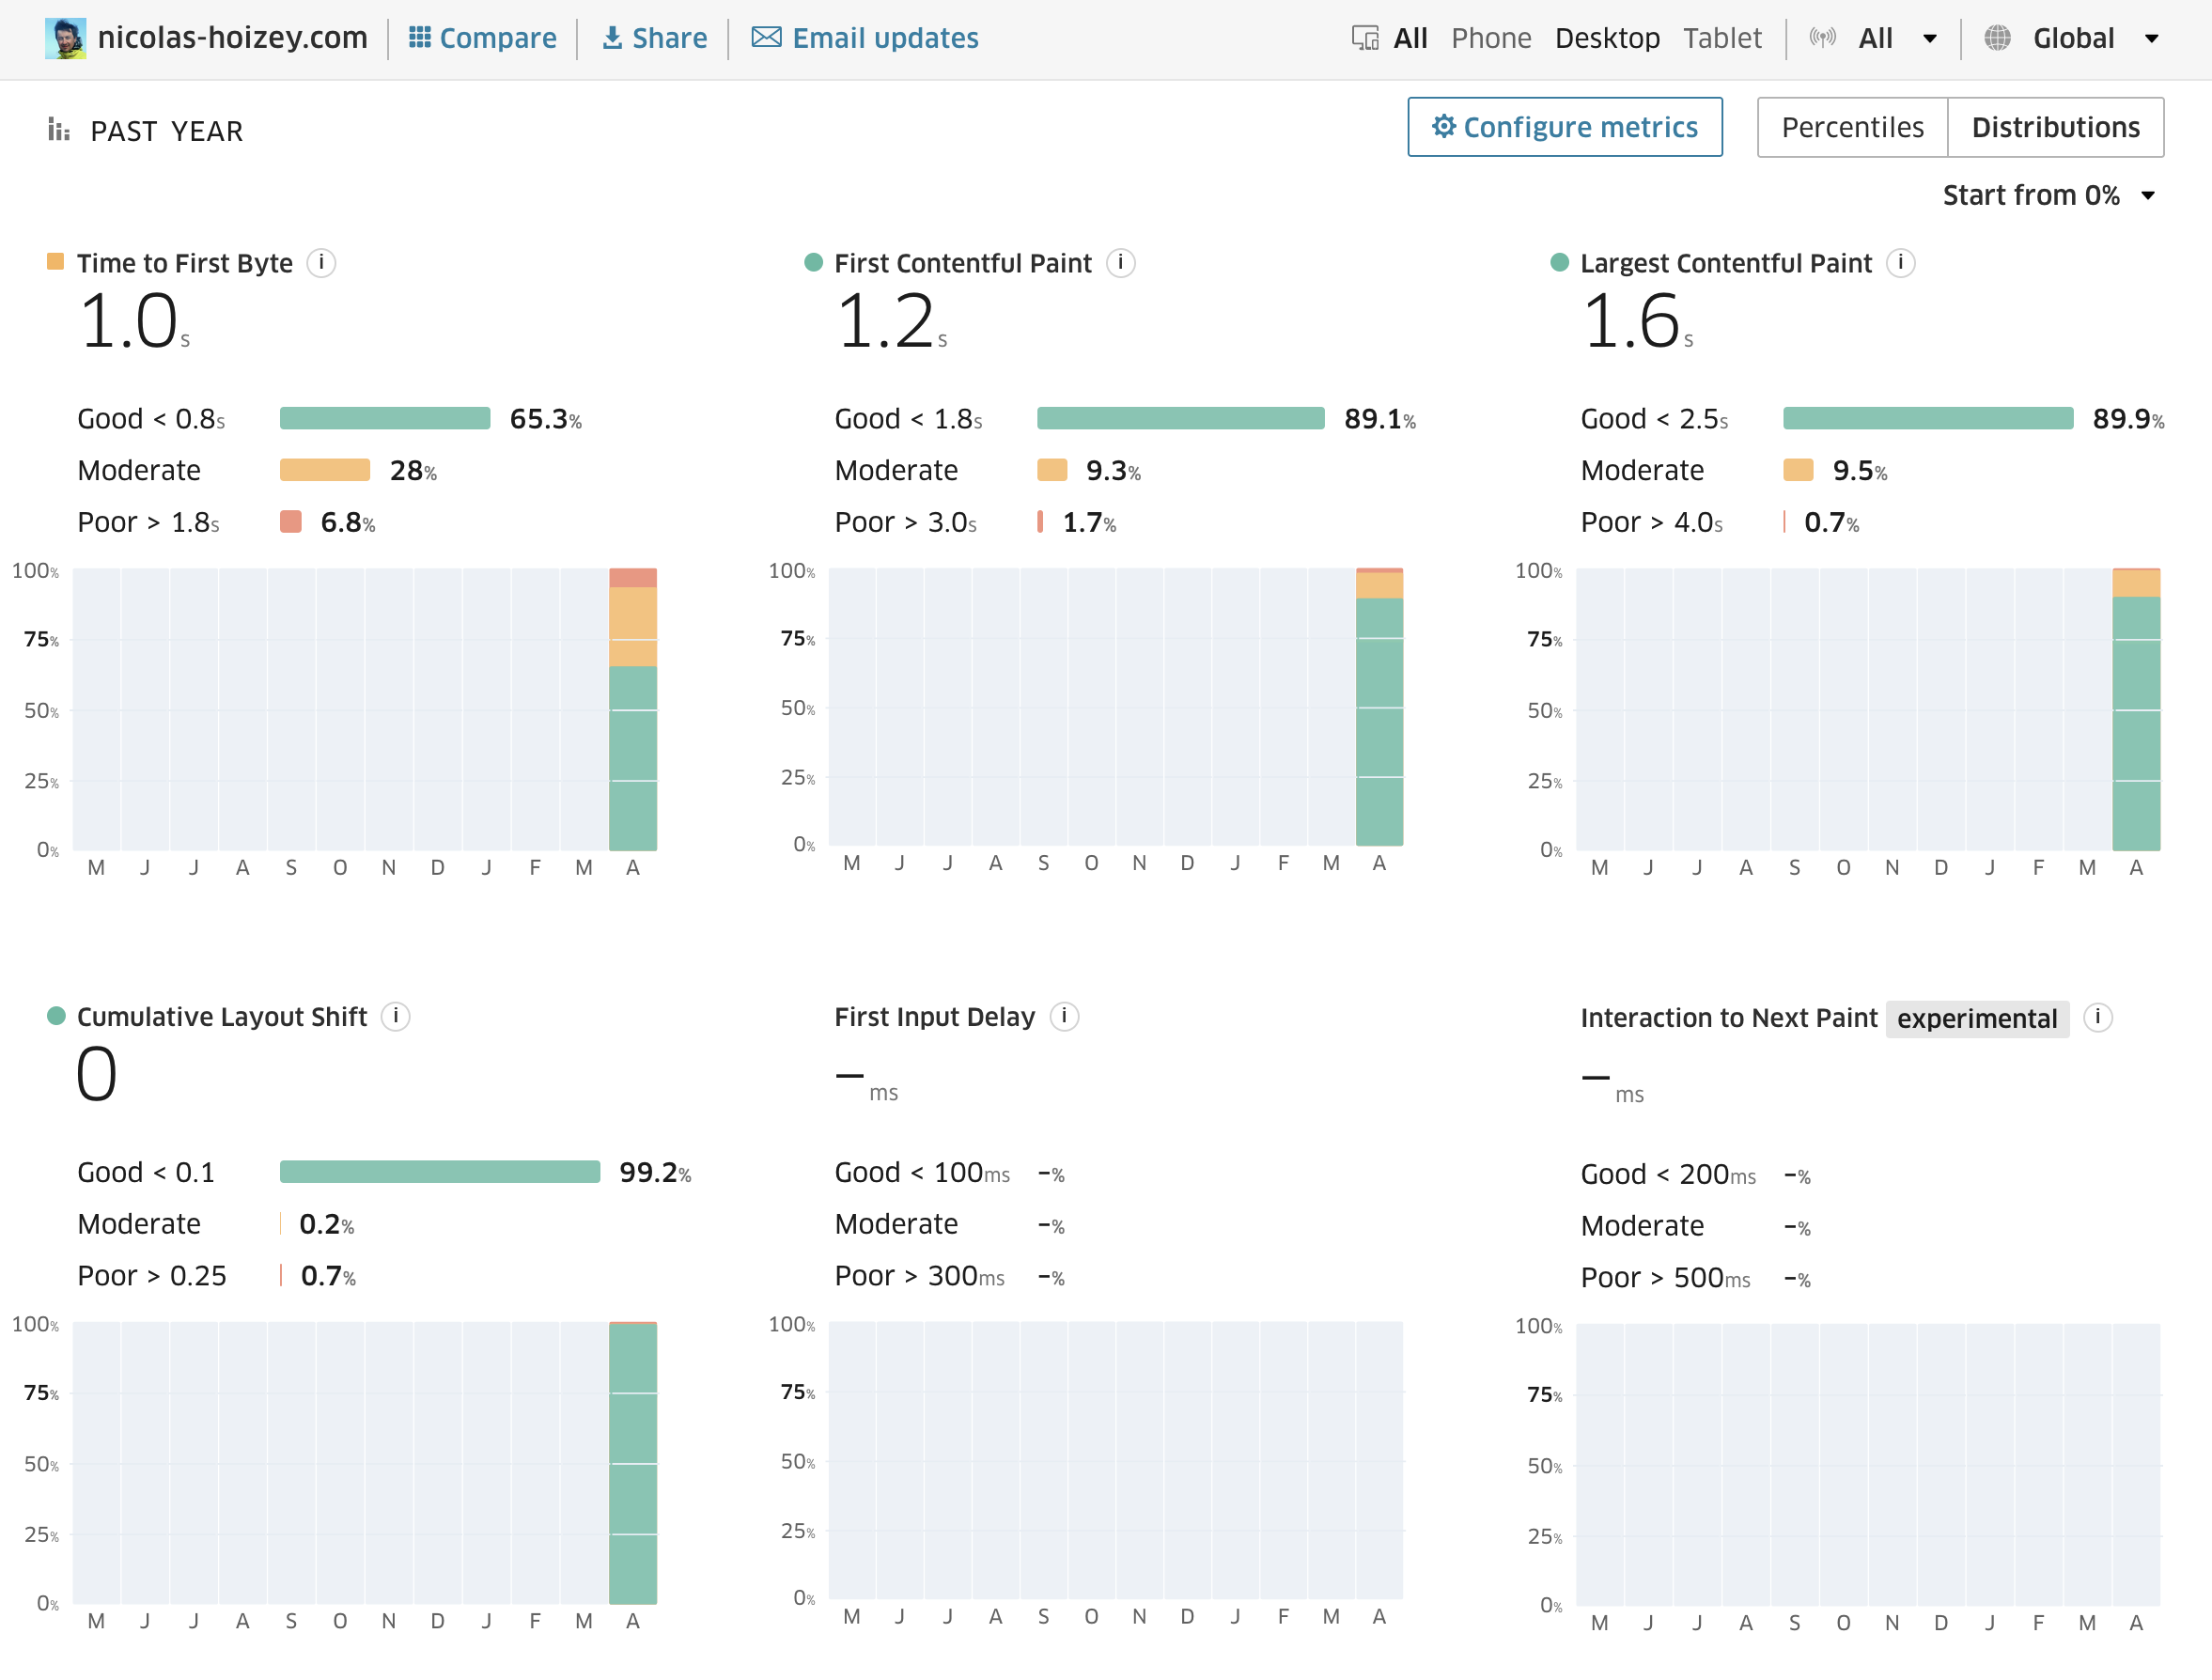 nicolas-hoizey.com Compare Share Email updates All Phone Desktop Tablet All Global
PAST YEAR Configure metrics Percentiles Distributions
Start from 0%
Time to First Byte i
1.0s
Good < 0.8s 65.3%
Moderate 28%
Poor > 1.8s 6.8%
100%
75%
50%
25%
0%
M J J A S O N D J F M A
First Contentful Paint i
1.2s
Good < 1.8s 89.1%
Moderate 9.3%
Poor > 3.0s 1.7%
100%
75%
50%
25%
0%
M J J A S O N D J F M A
Largest Contentful Paint i
1.6s
Good < 2.5s 89.9%
Moderate 9.5%
Poor > 4.0s 0.7%
100%
75%
50%
25%
0%
M J J A S O N D J F M A
Cumulative Layout Shift i
0
Good < 0.1 99.2%
Moderate 0.2%
Poor > 0.25 0.7%
100%
75%
50%
25%
0%
M J J A S O N D J F M A
First Input Delay i
– ms
Good < 100ms –%
Moderate –%
Poor > 300ms –%
100%
75%
50%
25%
0%
M J J A S O N D J F M A
Interaction to Next Paint experimental i
– ms
Good < 200ms –%
Moderate –%
Poor > 500ms –%
100%
75%
50%
25%
0%
M J J A S O N D J F M A